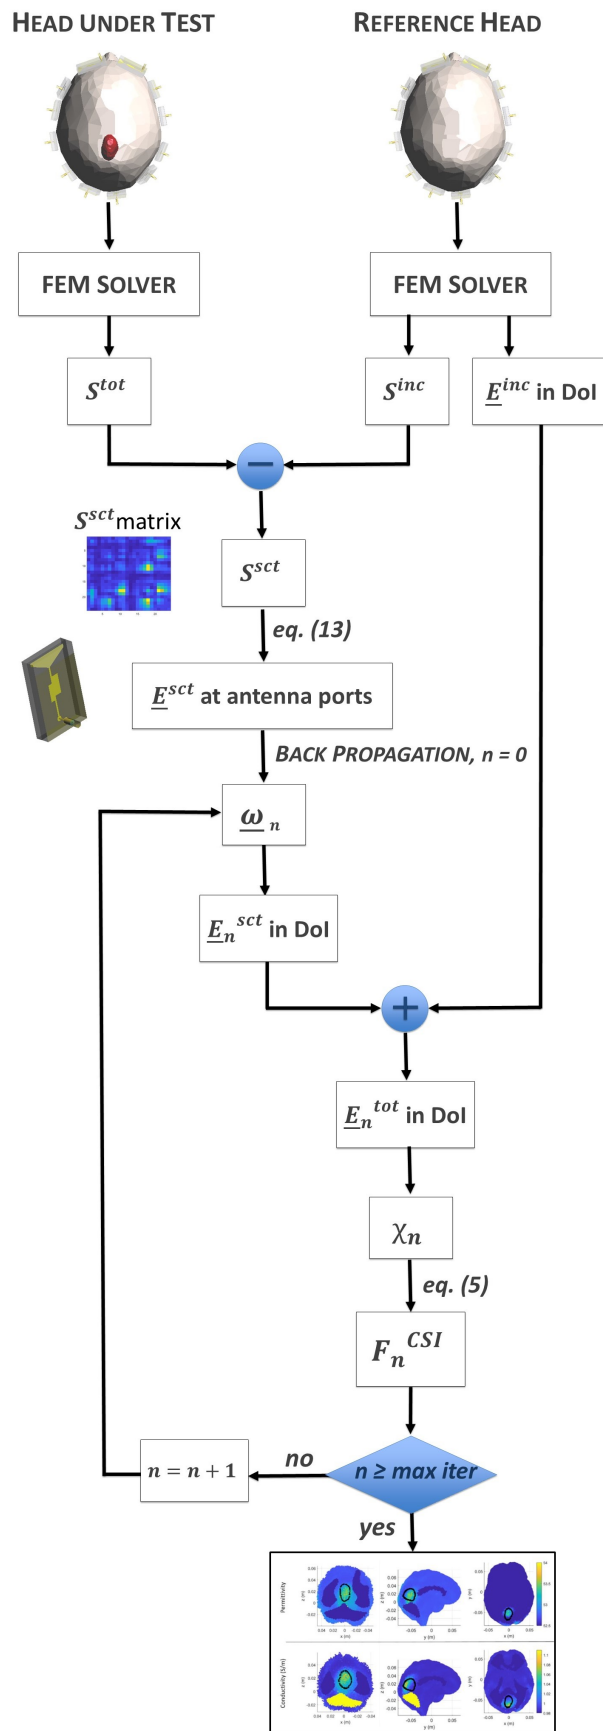 HEAD UNDER TEST
REFERENCE HEAD
FEM SOLVER
FEM SOLVER
S^tot
S^inc
E^inc in DoI
−
S^sct matrix
S^sct
eq. (13)
E^sct at antenna ports
BACK PROPAGATION, n = 0
ω_n
E_n^sct in DoI
+
E_n^tot in DoI
χ_n
eq. (5)
F_n^CSI
n ≥ max iter
no
n = n + 1
yes
Permittivity
z (m)
x (m)
y (m)
Conductivity (S/m)
z (m)
x (m)
y (m)
x (m)